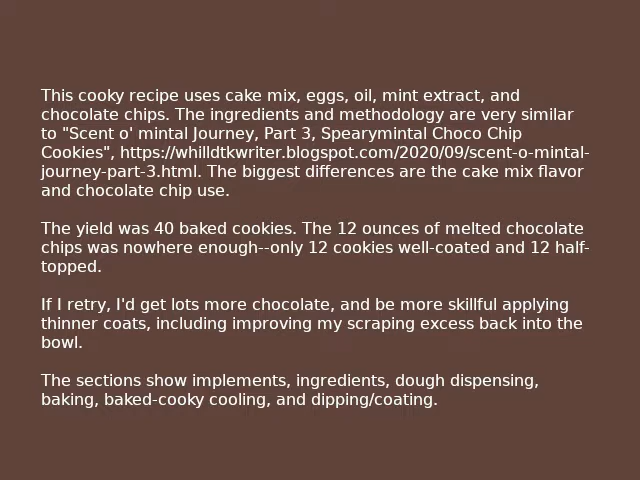 This cooky recipe uses cake mix, eggs, oil, mint extract, and
chocolate chips. The ingredients and methodology are very similar
to "Scent o' mintal Journey, Part 3, Spearymintal Choco Chip
Cookies", https://whilldtkwriter.blogspot.com/2020/09/scent-o-mintal-
journey-part-3.html. The biggest differences are the cake mix flavor
and chocolate chip use.
The yield was 40 baked cookies. The 12 ounces of melted chocolate
chips was nowhere enough--only 12 cookies well-coated and 12 half-
topped.
If I retry, I'd get lots more chocolate, and be more skillful applying
thinner coats, including improving my scraping excess back into the
bowl.
The sections show implements, ingredients, dough dispensing,
baking, baked-cooky cooling, and dipping/coating.